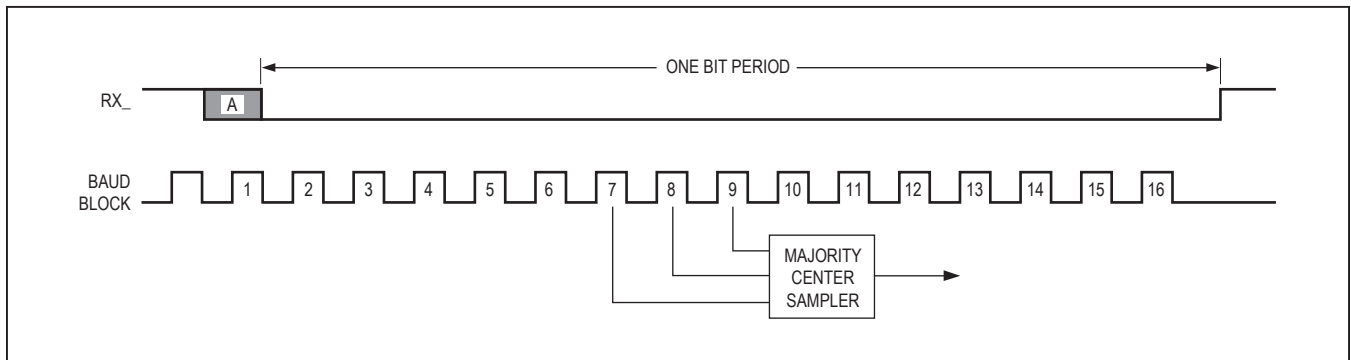 ONE BIT PERIOD
RX_
A
BAUD
BLOCK
1 2 3 4 5 6 7 8 9 10 11 12 13 14 15 16
MAJORITY
CENTER
SAMPLER